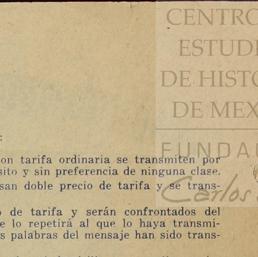 CENTRO
ESTUDI
DE HISTO
DE MEX
FUNDA
Carlos
:
on tarifa ordinaria se transmiten por
sito y sin preferencia de ninguna clase.
san doble precio de tarifa y se trans-
o de tarifa y serán confrontados del
e lo repetirá al que lo haya transmi-
s palabras del mensaje han sido trans-